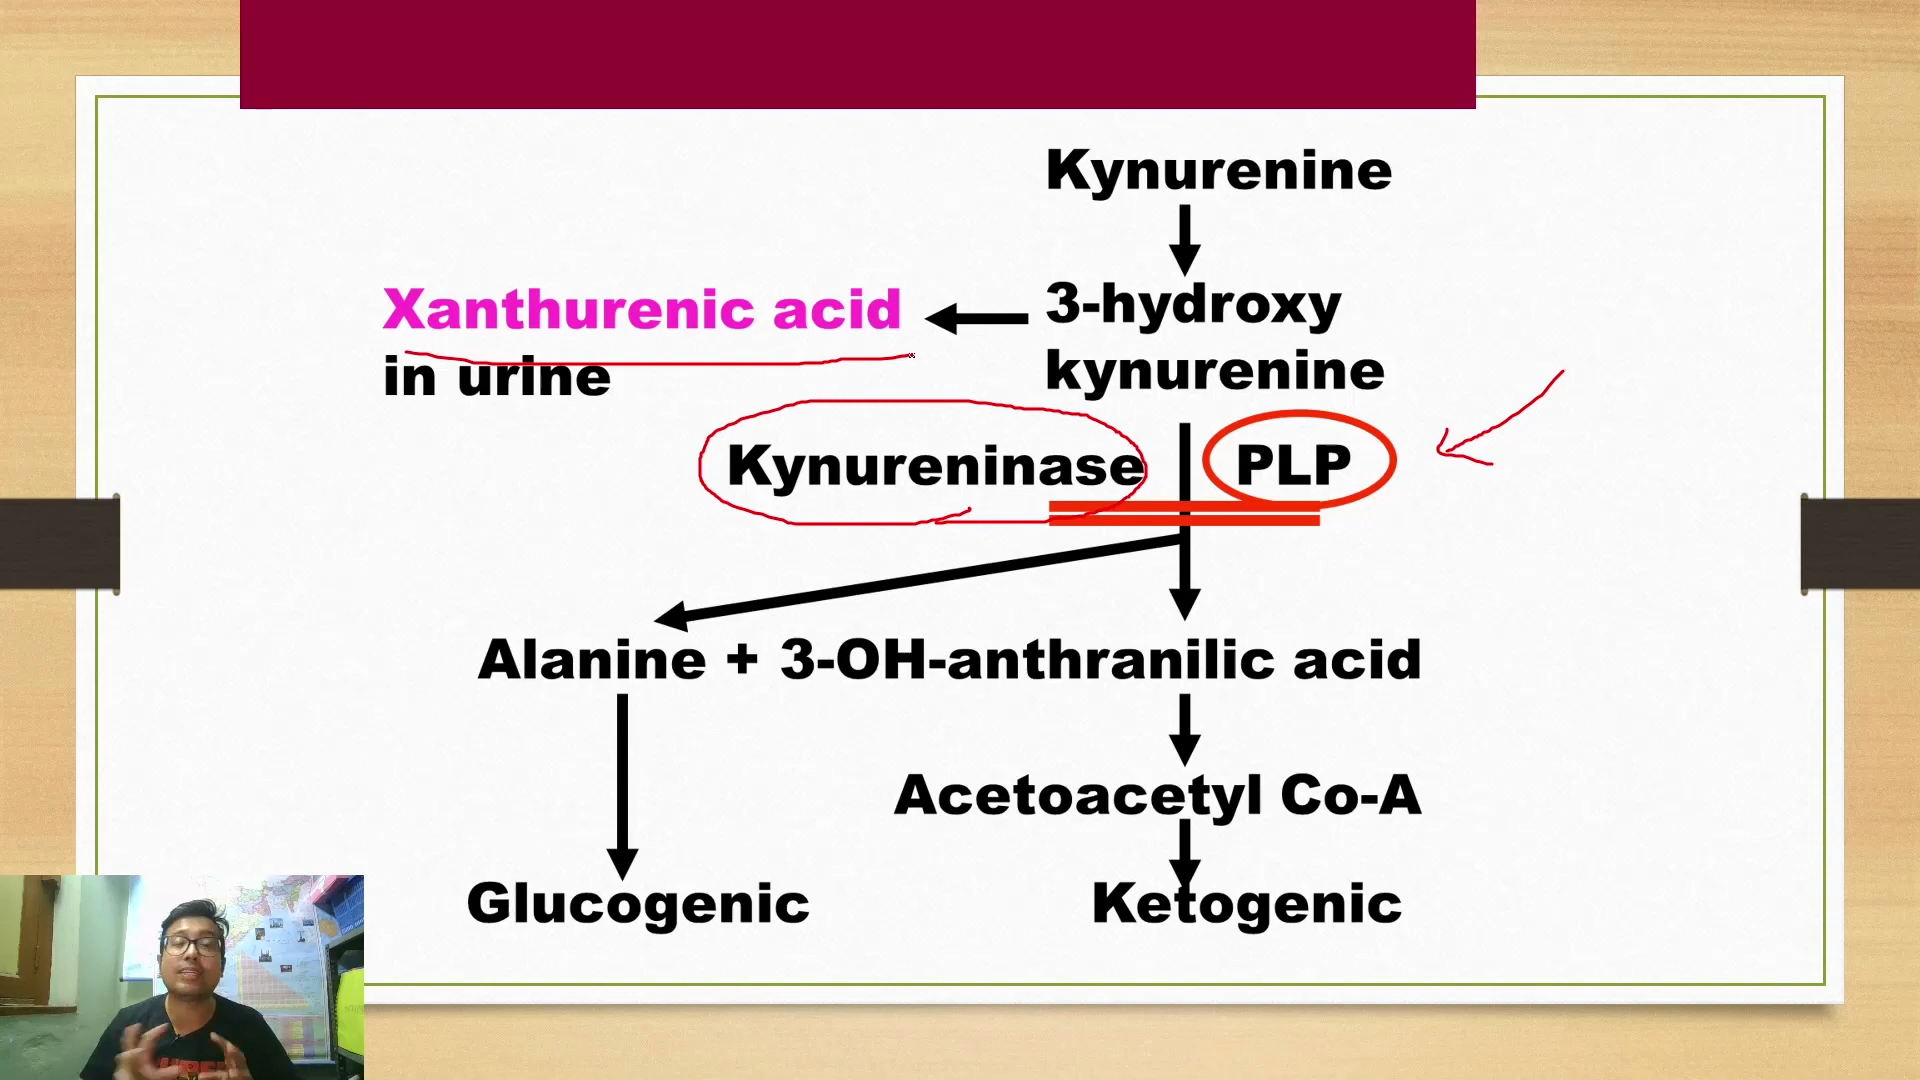 Kynurenine
Xanthurenic acid
in urine
3-hydroxy
kynurenine
Kynureninase
PLP
Alanine + 3-OH-anthranilic acid
Acetoacetyl Co-A
Glucogenic
Ketogenic